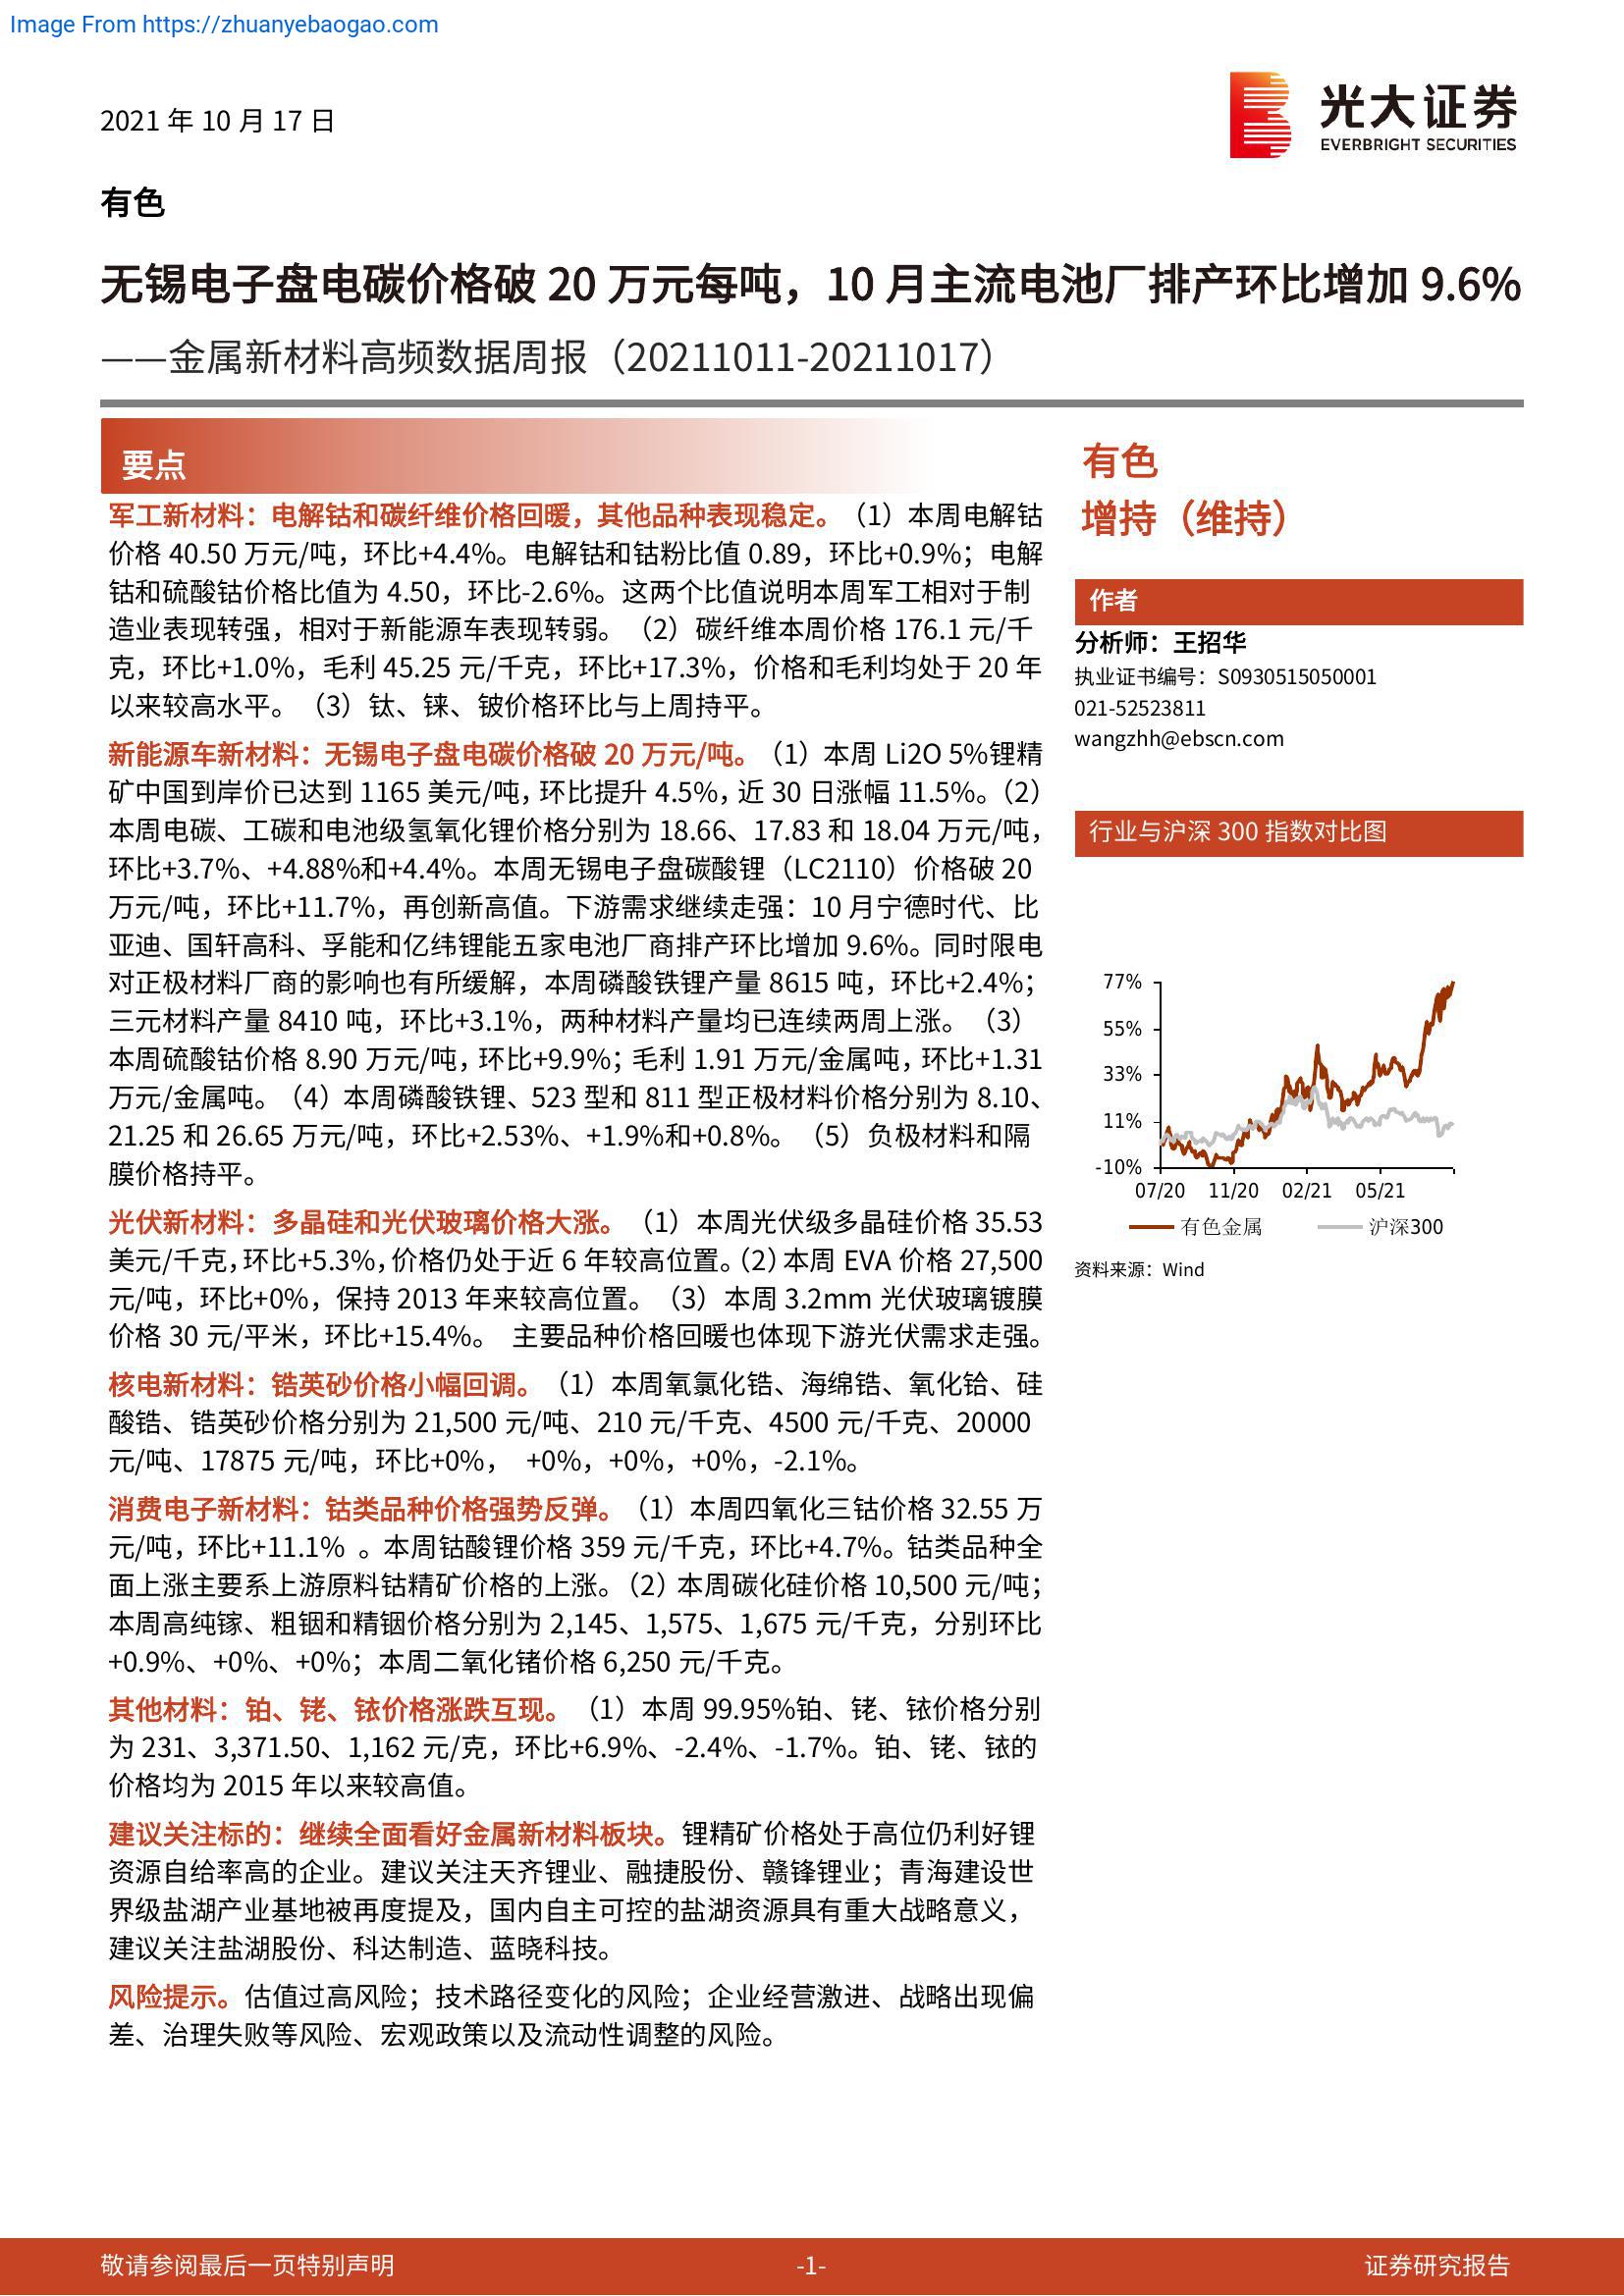 Image From https://zhuanyebaogao.com
2021 年 10 月 17 日
光大证券
EVERBRIGHT SECURITIES
有色
无锡电子盘电碳价格破 20 万元每吨，10 月主流电池厂排产环比增加 9.6%
——金属新材料高频数据周报（20211011-20211017）
要点
军工新材料：电解钴和碳纤维价格回暖，其他品种表现稳定。（1）本周电解钴
价格 40.50 万元/吨，环比+4.4%。电解钴和钴粉比值 0.89，环比+0.9%；电解
钴和硫酸钴价格比值为 4.50，环比-2.6%。这两个比值说明本周军工相对于制
造业表现转强，相对于新能源车表现转弱。（2）碳纤维本周价格 176.1 元/千
克，环比+1.0%，毛利 45.25 元/千克，环比+17.3%，价格和毛利均处于 20 年
以来较高水平。（3）钛、铼、铍价格环比与上周持平。
新能源车新材料：无锡电子盘电碳价格破 20 万元/吨。（1）本周 Li2O 5%锂精
矿中国到岸价已达到 1165 美元/吨，环比提升 4.5%，近 30 日涨幅 11.5%。（2）
本周电碳、工碳和电池级氢氧化锂价格分别为 18.66、17.83 和 18.04 万元/吨，
环比+3.7%、+4.88%和+4.4%。本周无锡电子盘碳酸锂（LC2110）价格破 20
万元/吨，环比+11.7%，再创新高值。下游需求继续走强：10 月宁德时代、比
亚迪、国轩高科、孚能和亿纬锂能五家电池厂商排产环比增加 9.6%。同时限电
对正极材料厂商的影响也有所缓解，本周磷酸铁锂产量 8615 吨，环比+2.4%；
三元材料产量 8410 吨，环比+3.1%，两种材料产量均已连续两周上涨。（3）
本周硫酸钴价格 8.90 万元/吨，环比+9.9%；毛利 1.91 万元/金属吨，环比+1.31
万元/金属吨。（4）本周磷酸铁锂、523 型和 811 型正极材料价格分别为 8.10、
21.25 和 26.65 万元/吨，环比+2.53%、+1.9%和+0.8%。（5）负极材料和隔
膜价格持平。
光伏新材料：多晶硅和光伏玻璃价格大涨。（1）本周光伏级多晶硅价格 35.53
美元/千克，环比+5.3%，价格仍处于近 6 年较高位置。（2）本周 EVA 价格 27,500
元/吨，环比+0%，保持 2013 年来较高位置。（3）本周 3.2mm 光伏玻璃镀膜
价格 30 元/平米，环比+15.4%。 主要品种价格回暖也体现下游光伏需求走强。
核电新材料：锆英砂价格小幅回调。（1）本周氧氯化锆、海绵锆、氧化铪、硅
酸锆、锆英砂价格分别为 21,500 元/吨、210 元/千克、4500 元/千克、20000
元/吨、17875 元/吨，环比+0%， +0%，+0%，+0%，-2.1%。
消费电子新材料：钴类品种价格强势反弹。（1）本周四氧化三钴价格 32.55 万
元/吨，环比+11.1% 。本周钴酸锂价格 359 元/千克，环比+4.7%。钴类品种全
面上涨主要系上游原料钴精矿价格的上涨。（2）本周碳化硅价格 10,500 元/吨；
本周高纯镓、粗铟和精铟价格分别为 2,145、1,575、1,675 元/千克，分别环比
+0.9%、+0%、+0%；本周二氧化锗价格 6,250 元/千克。
其他材料：铂、铑、铱价格涨跌互现。（1）本周 99.95%铂、铑、铱价格分别
为 231、3,371.50、1,162 元/克，环比+6.9%、-2.4%、-1.7%。铂、铑、铱的
价格均为 2015 年以来较高值。
建议关注标的：继续全面看好金属新材料板块。锂精矿价格处于高位仍利好锂
资源自给率高的企业。建议关注天齐锂业、融捷股份、赣锋锂业；青海建设世
界级盐湖产业基地被再度提及，国内自主可控的盐湖资源具有重大战略意义，
建议关注盐湖股份、科达制造、蓝晓科技。
风险提示。估值过高风险；技术路径变化的风险；企业经营激进、战略出现偏
差、治理失败等风险、宏观政策以及流动性调整的风险。
有色
增持（维持）
作者
分析师：王招华
执业证书编号：S0930515050001
021-52523811
wangzhh@ebscn.com
行业与沪深 300 指数对比图
77%
55%
33%
11%
-10%
07/20 11/20 02/21 05/21
有色金属 沪深300
资料来源：Wind
敬请参阅最后一页特别声明 -1- 证券研究报告